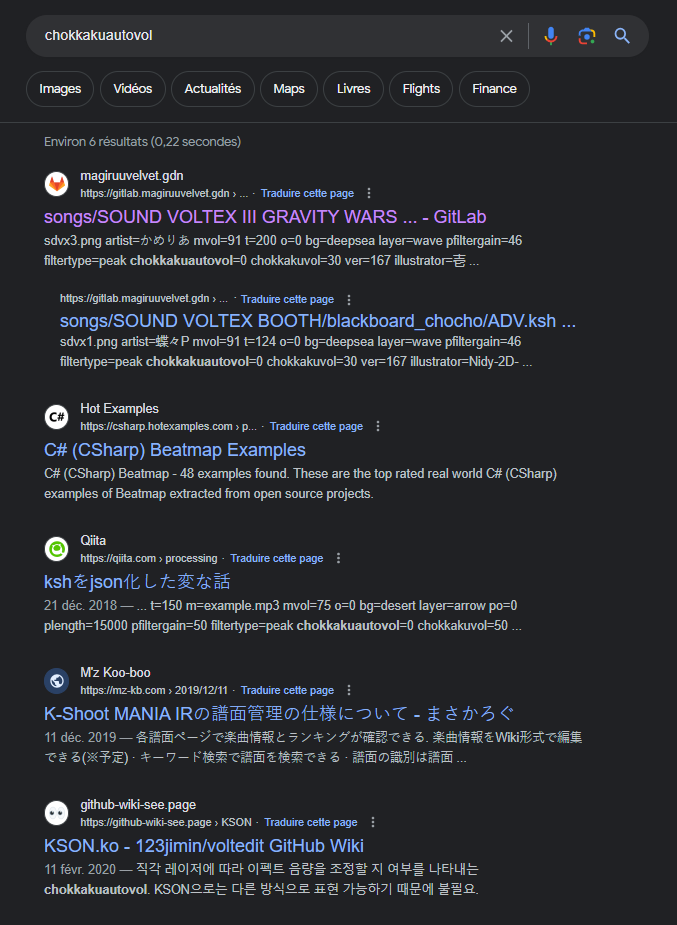 chokkakuautovol
Images
Vidéos
Actualités
Maps
Livres
Flights
Finance
Environ 6 résultats (0,22 secondes)
magiruuvelvet.gdn
https://gitlab.magiruuvelvet.gdn › ... · Traduire cette page
songs/SOUND VOLTEX III GRAVITY WARS ... - GitLab
sdvx3.png artist=かめりあ mvol=91 t=200 o=0 bg=deepsea layer=wave pfiltergain=46
filtertype=peak chokkakuautovol=0 chokkakuvol=30 ver=167 illustrator=壱 ...
https://gitlab.magiruuvelvet.gdn › ... · Traduire cette page
songs/SOUND VOLTEX BOOTH/blackboard_chocho/ADV.ksh ...
sdvx1.png artist=蝶々P mvol=91 t=124 o=0 bg=deepsea layer=wave pfiltergain=46
filtertype=peak chokkakuautovol=0 chokkakuvol=30 ver=167 illustrator=Nidy-2D- ...
C#
Hot Examples
https://csharp.hotexamples.com › p... · Traduire cette page
C# (CSharp) Beatmap Examples
C# (CSharp) Beatmap - 48 examples found. These are the top rated real world C# (CSharp)
examples of Beatmap extracted from open source projects.
Qiita
https://qiita.com › processing · Traduire cette page
kshをjson化した変な話
21 déc. 2018 — ... t=150 m=example.mp3 mvol=75 o=0 bg=desert layer=arrow po=0
plength=15000 pfiltergain=50 filtertype=peak chokkakuautovol=0 chokkakuvol=50 ...
M'z Koo-boo
https://mz-kb.com › 2019/12/11 · Traduire cette page
K-Shoot MANIA IRの譜面管理の仕様について - まさかろぐ
11 déc. 2019 — 各譜面ページで楽曲情報とランキングが確認できる. 楽曲情報をWiki形式で編集
できる(※予定) · キーワード検索で譜面を検索できる · 譜面の識別は譜面 ...
github-wiki-see.page
https://github-wiki-see.page › KSON · Traduire cette page
KSON.ko - 123jimin/voltedit GitHub Wiki
11 févr. 2020 — 직각 레이저에 따라 이펙트 음량을 조정할 지 여부를 나타내는
chokkakuautovol. KSON으로는 다른 방식으로 표현 가능하기 때문에 불필요.